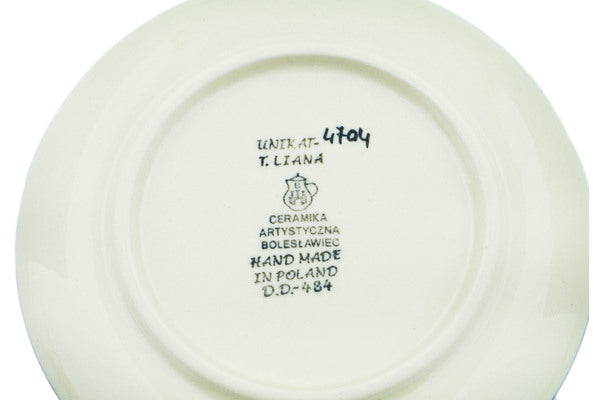 UNIKAT-4704
T. LIANA
CERAMIKA
ARTYSTYCZNA
BOLESŁAWIEC
HAND MADE
IN POLAND
D.D.-484